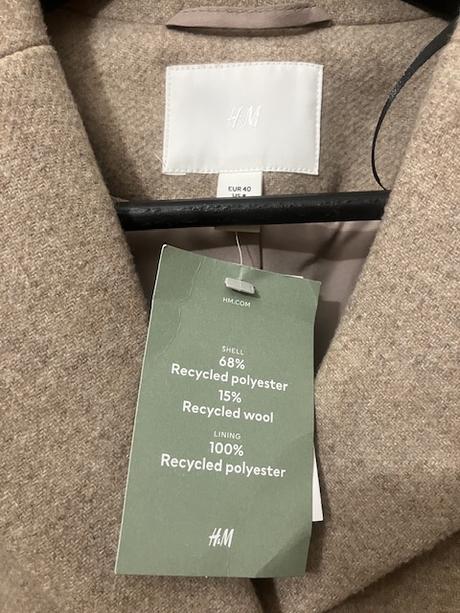 H&M
EUR 40
HM.COM
SHELL
68%
Recycled polyester
15%
Recycled wool
LINING
100%
Recycled polyester
H&M